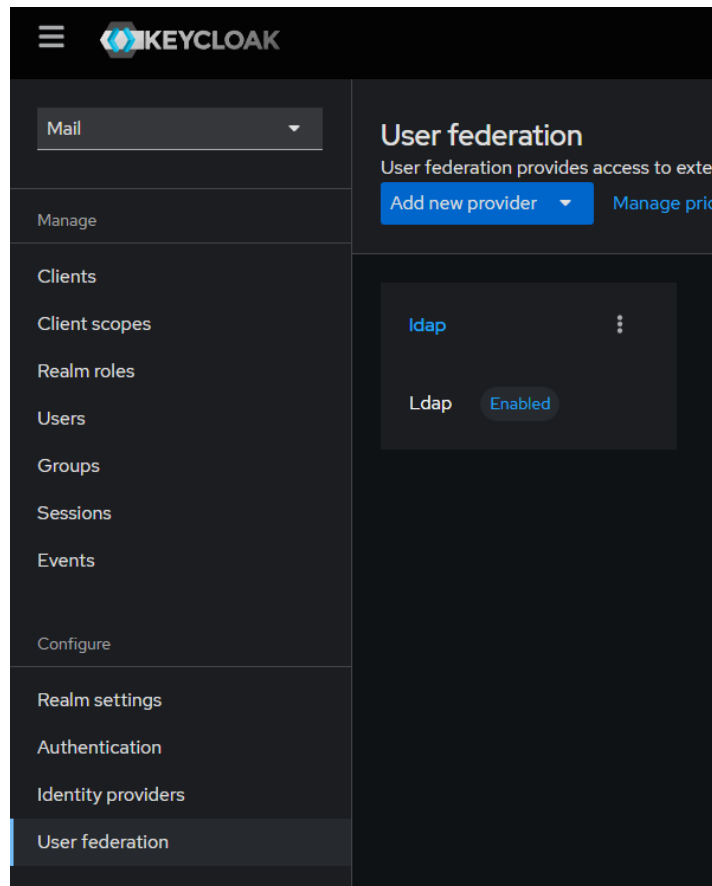 KEYCLOAK
Mail
Manage
Clients
Client scopes
Realm roles
Users
Groups
Sessions
Events
Configure
Realm settings
Authentication
Identity providers
User federation
User federation
User federation provides access to exte
Add new provider
Manage pric
ldap
Ldap Enabled